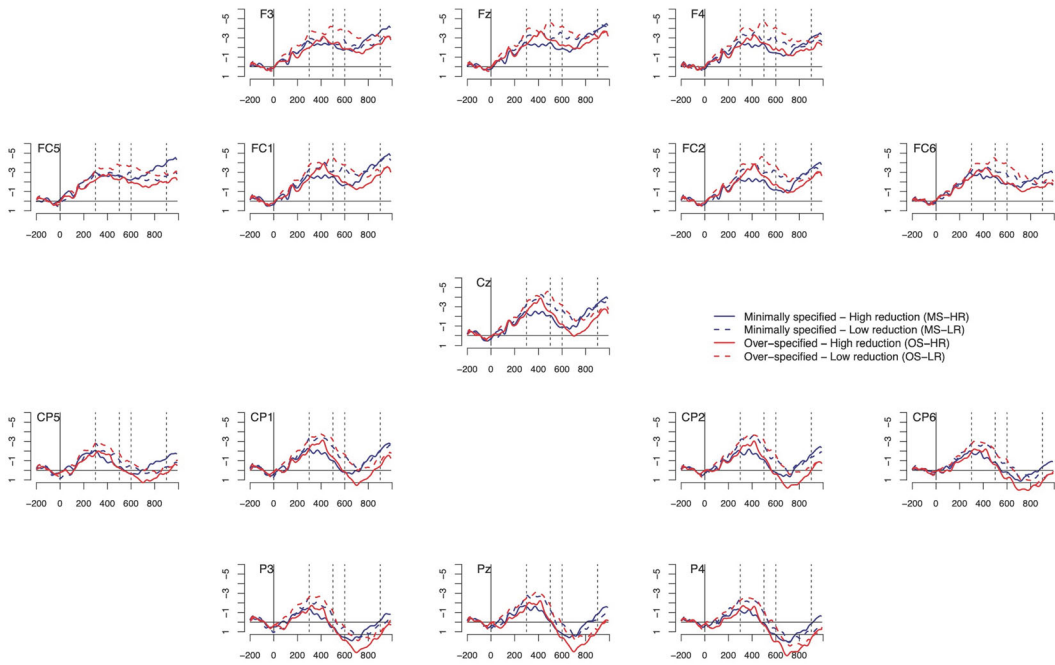 F3
Fz
F4
-5
-3
-1
1
-5
-3
-1
1
-5
-3
-1
1
-200 0 200 400 600 800
-200 0 200 400 600 800
-200 0 200 400 600 800
FC5
FC1
FC2
FC6
-5
-3
-1
1
-5
-3
-1
1
-5
-3
-1
1
-5
-3
-1
1
-200 0 200 400 600 800
-200 0 200 400 600 800
-200 0 200 400 600 800
-200 0 200 400 600 800
Cz
-5
-3
-1
1
-200 0 200 400 600 800
Minimally specified – High reduction (MS–HR)
Minimally specified – Low reduction (MS–LR)
Over-specified – High reduction (OS–HR)
Over-specified – Low reduction (OS–LR)
CP5
CP1
CP2
CP6
-5
-3
-1
1
-5
-3
-1
1
-5
-3
-1
1
-5
-3
-1
1
-200 0 200 400 600 800
-200 0 200 400 600 800
-200 0 200 400 600 800
-200 0 200 400 600 800
P3
Pz
P4
-5
-3
-1
1
-5
-3
-1
1
-5
-3
-1
1
-200 0 200 400 600 800
-200 0 200 400 600 800
-200 0 200 400 600 800